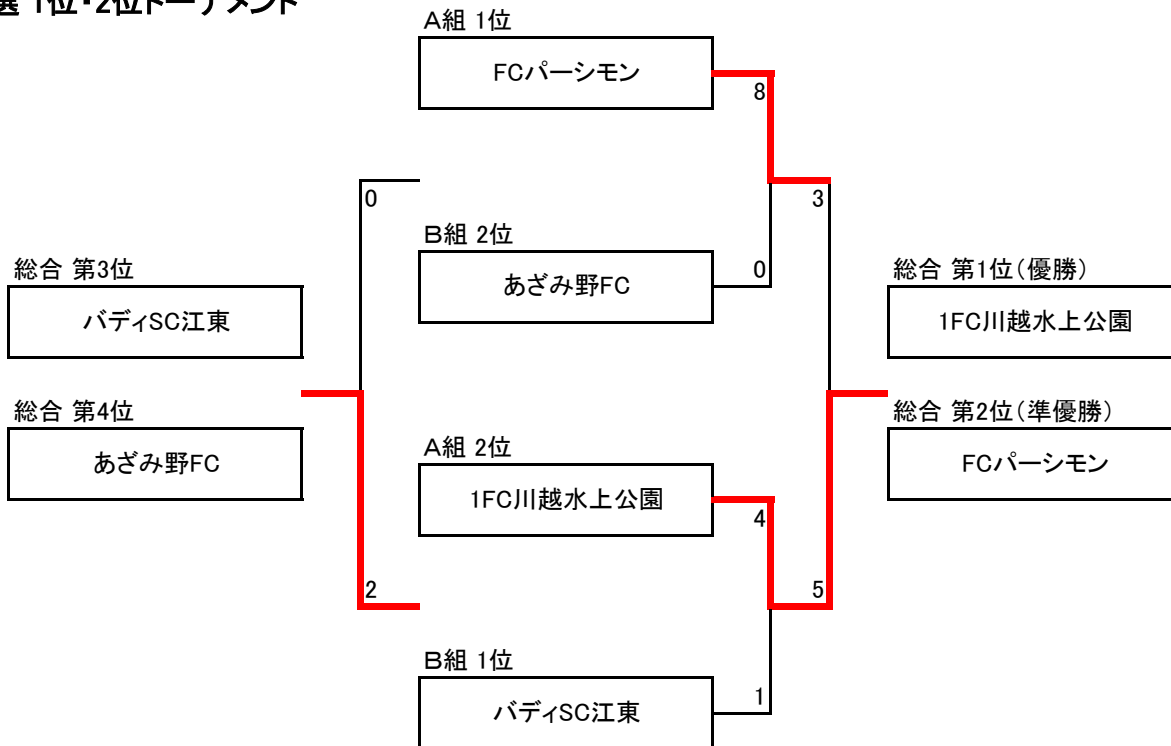 選 1位・2位トーナメント
A組 1位
FCパーシモン
8
0
3
B組 2位
あざみ野FC
0
総合 第3位
バディSC江東
総合 第1位(優勝)
1FC川越水上公園
総合 第4位
あざみ野FC
総合 第2位(準優勝)
FCパーシモン
A組 2位
1FC川越水上公園
4
2
5
B組 1位
バディSC江東
1